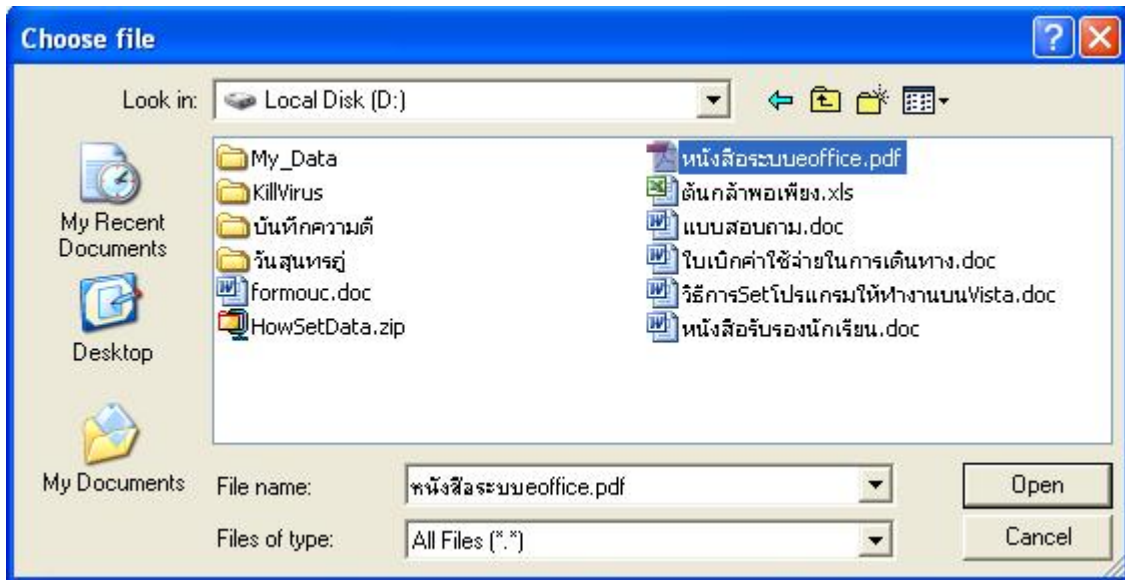 Choose file
Look in:
Local Disk (D:)
My Recent
Documents
Desktop
My Documents
My_Data
KillVirus
บันทึกความดี
วันสุนทรภู่
formouc.doc
HowSetData.zip
หนังสือระบบeoffice.pdf
ต้นกล้าพอเพียง.xls
แบบสอบถาม.doc
ใบเบิกค่าใช้จ่ายในการเดินทาง.doc
วิธีการSetโปรแกรมให้ทำงานบนVista.doc
หนังสือรับรองนักเรียน.doc
File name:
หนังสือระบบeoffice.pdf
Open
Files of type:
All Files (*.*)
Cancel